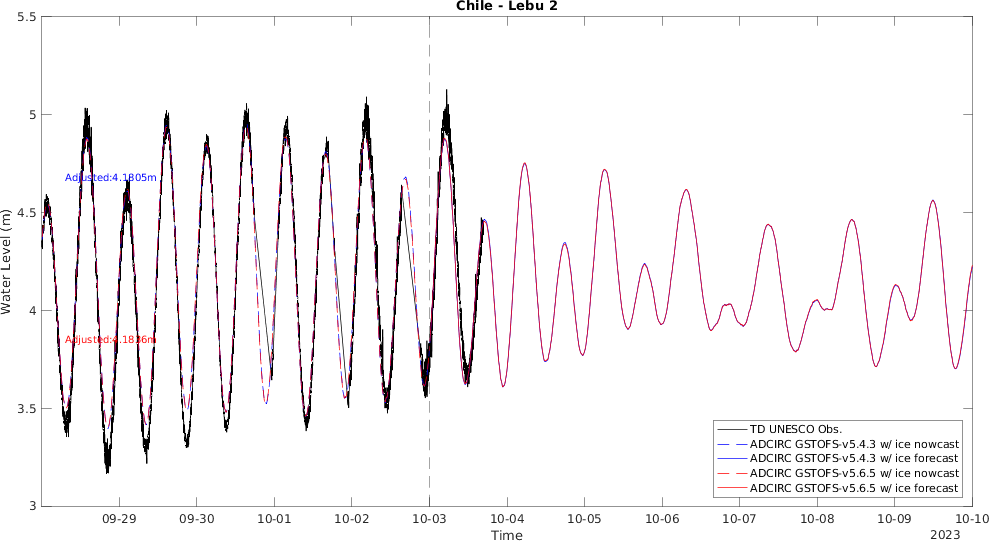 Chile - Lebu 2
5.5
5
4.5
4
3.5
3
Water Level (m)
Adjusted:4.1805m
Adjusted:4.1836m
TD UNESCO Obs.
ADCIRC GSTOFS-v5.4.3 w/ ice nowcast
ADCIRC GSTOFS-v5.4.3 w/ ice forecast
ADCIRC GSTOFS-v5.6.5 w/ ice nowcast
ADCIRC GSTOFS-v5.6.5 w/ ice forecast
09-29 09-30 10-01 10-02 10-03 10-04 10-05 10-06 10-07 10-08 10-09 10-10
Time
2023